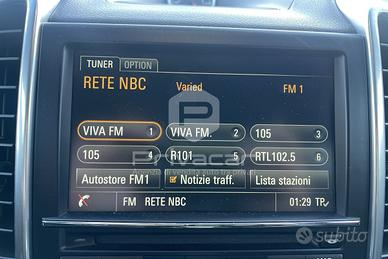 TUNER OPTION
RETE NBC Varied FM 1
VIVA FM 1 VIVA FM. 2 105 3
105 4 R101 5 RTL102.5 6
Privacar
Autostore FM1 Notizie traff. Lista stazioni
FM RETE NBC 01:29 TP
subito